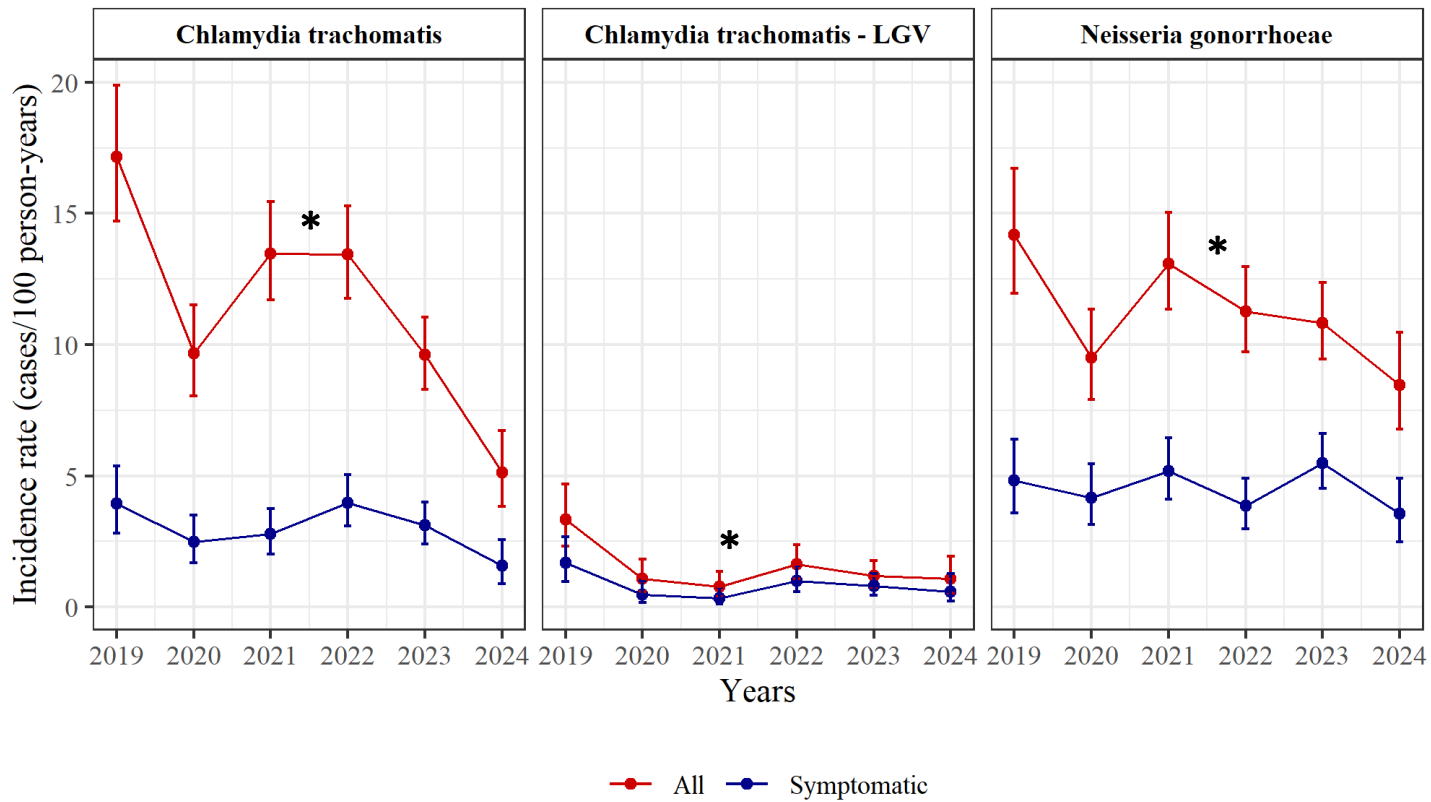 Chlamydia trachomatis
Chlamydia trachomatis - LGV
Neisseria gonorrhoeae
Incidence rate (cases/100 person-years)
20
15
10
5
0
*
*
*
2019 2020 2021 2022 2023 2024
2019 2020 2021 2022 2023 2024
2019 2020 2021 2022 2023 2024
Years
All
Symptomatic